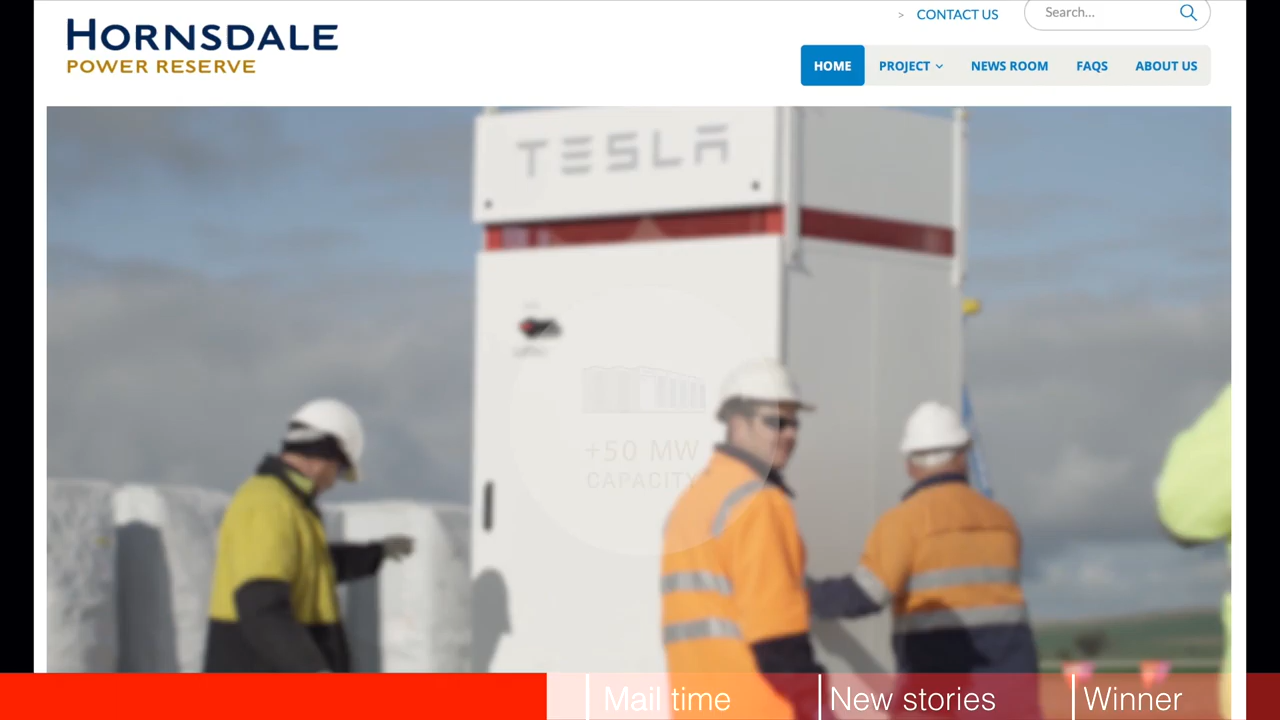 HORNSDALE
POWER RESERVE
> CONTACT US
Search...
HOME
PROJECT
NEWS ROOM
FAQS
ABOUT US
TESLA
+50 MW
CAPACITY
Mail time
New stories
Winner